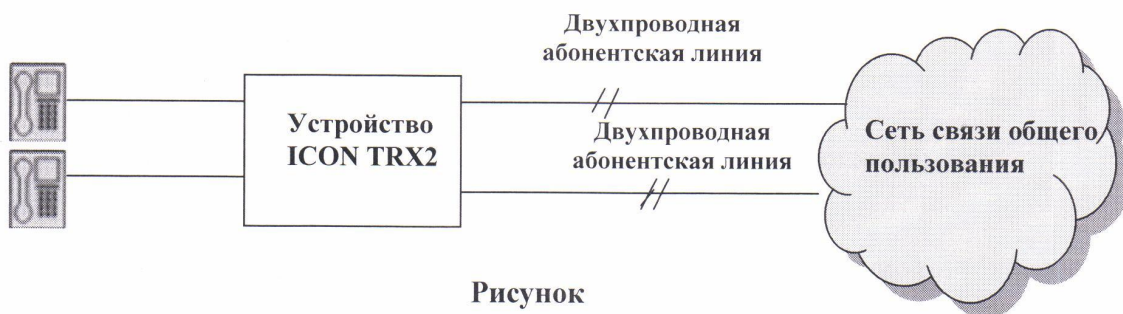 Двухпроводная
абонентская линия
Устройство
ICON TRX2
Двухпроводная
абонентская линия
Сеть связи общего
пользования
Рисунок